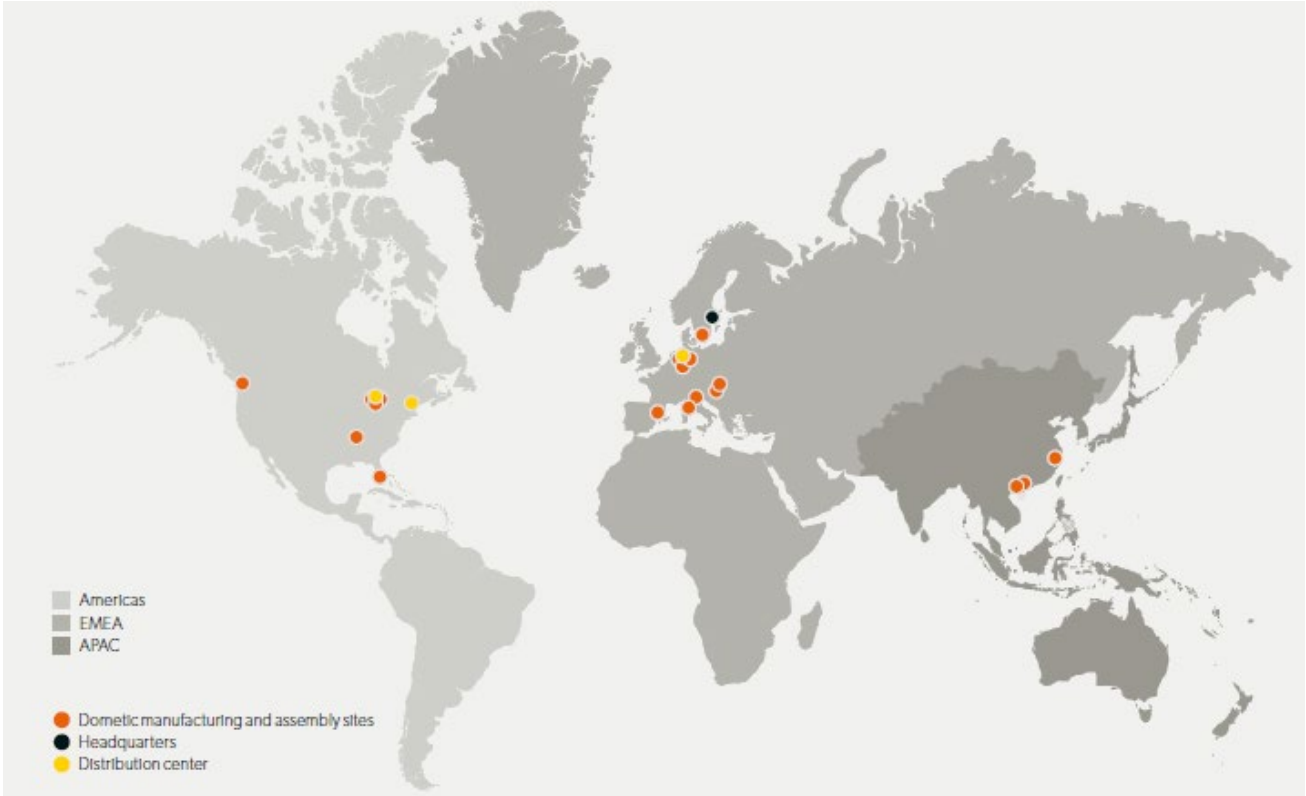 Americas
EMEA
APAC
Dometic manufacturing and assembly sites
Headquarters
Distribution center